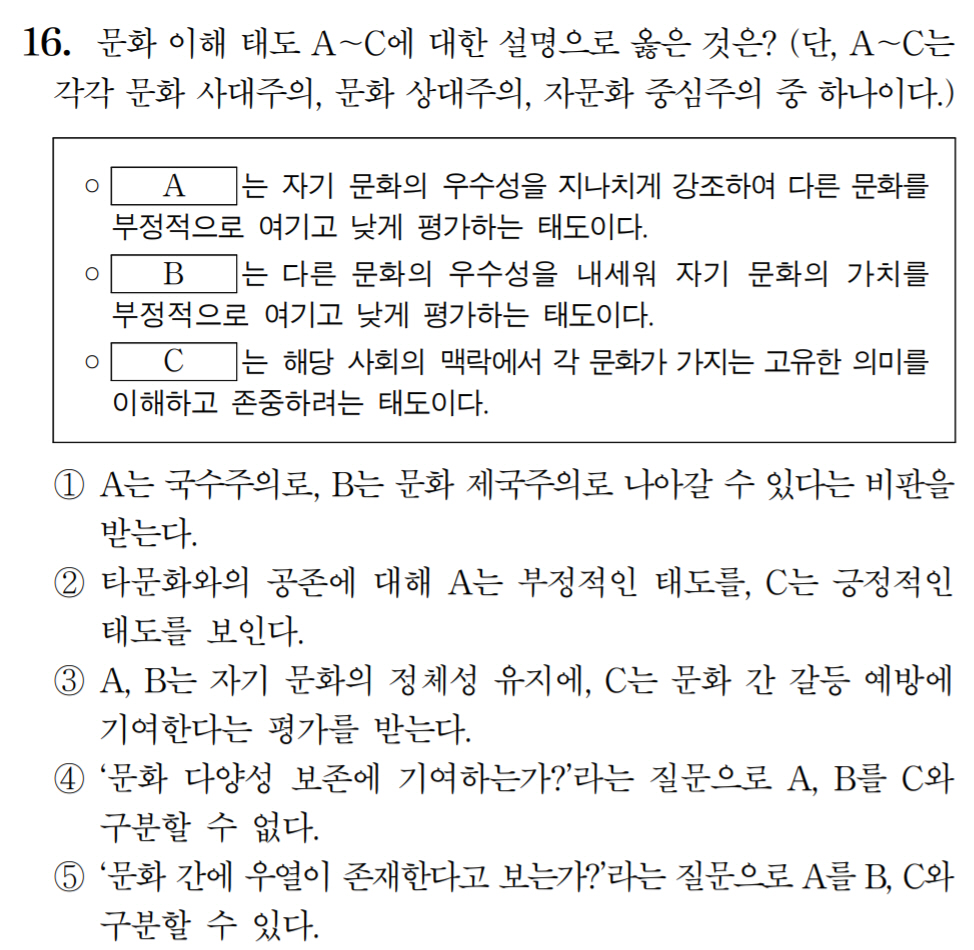 16. 문화 이해 태도 A~C에 대한 설명으로 옳은 것은? (단, A~C는
각각 문화 사대주의, 문화 상대주의, 자문화 중심주의 중 하나이다.)
○ A 는 자기 문화의 우수성을 지나치게 강조하여 다른 문화를
부정적으로 여기고 낮게 평가하는 태도이다.
○ B 는 다른 문화의 우수성을 내세워 자기 문화의 가치를
부정적으로 여기고 낮게 평가하는 태도이다.
○ C 는 해당 사회의 맥락에서 각 문화가 가지는 고유한 의미를
이해하고 존중하려는 태도이다.
① A는 국수주의로, B는 문화 제국주의로 나아갈 수 있다는 비판을
받는다.
② 타문화와의 공존에 대해 A는 부정적인 태도를, C는 긍정적인
태도를 보인다.
③ A, B는 자기 문화의 정체성 유지에, C는 문화 간 갈등 예방에
기여한다는 평가를 받는다.
④ ‘문화 다양성 보존에 기여하는가?’라는 질문으로 A, B를 C와
구분할 수 없다.
⑤ ‘문화 간에 우열이 존재한다고 보는가?’라는 질문으로 A를 B, C와
구분할 수 있다.